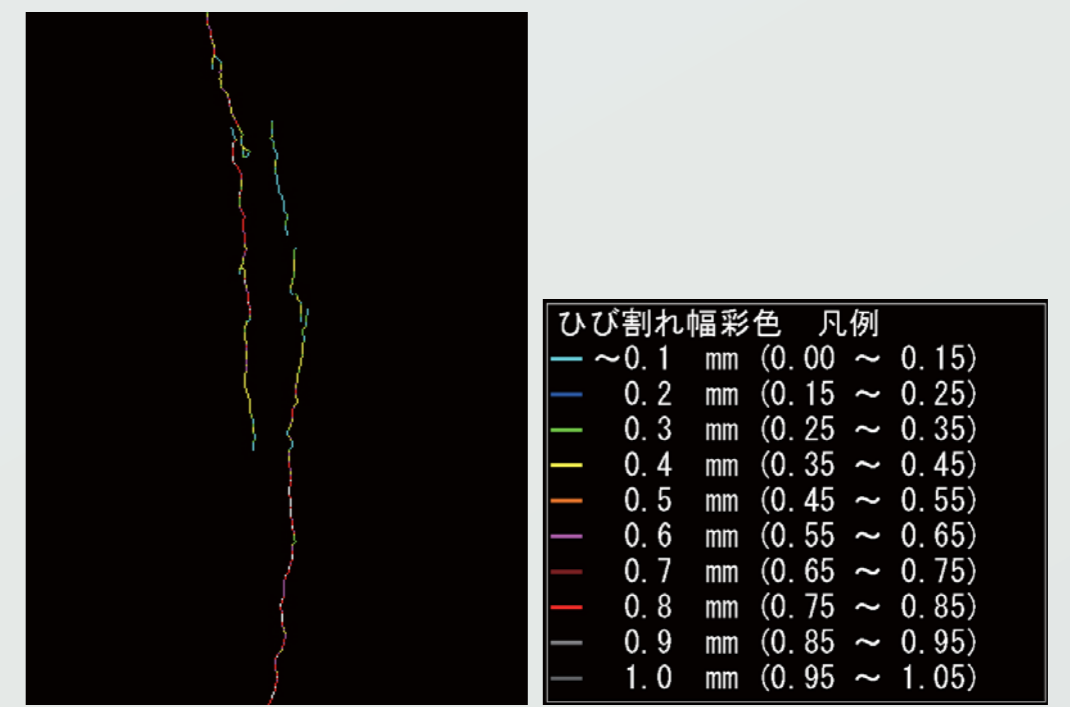 ひび割れ幅彩色　凡例
～0.1 mm (0.00 ～ 0.15)
0.2 mm (0.15 ～ 0.25)
0.3 mm (0.25 ～ 0.35)
0.4 mm (0.35 ～ 0.45)
0.5 mm (0.45 ～ 0.55)
0.6 mm (0.55 ～ 0.65)
0.7 mm (0.65 ～ 0.75)
0.8 mm (0.75 ～ 0.85)
0.9 mm (0.85 ～ 0.95)
1.0 mm (0.95 ～ 1.05)